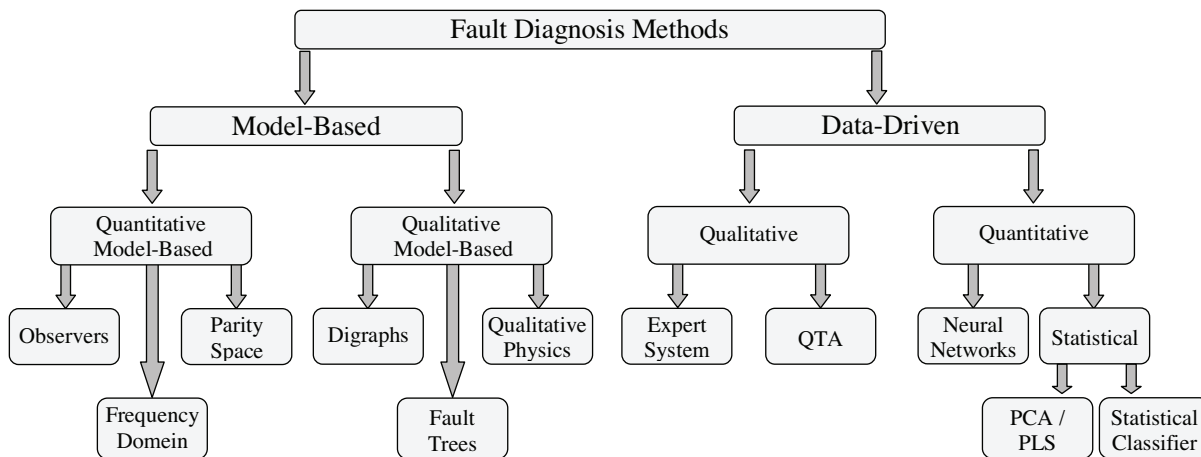 Fault Diagnosis Methods
Model-Based
Data-Driven
Quantitative
Model-Based
Qualitative
Model-Based
Qualitative
Quantitative
Observers
Parity
Space
Digraphs
Qualitative
Physics
Expert
System
QTA
Neural
Networks
Statistical
Frequency
Domein
Fault
Trees
PCA /
PLS
Statistical
Classifier